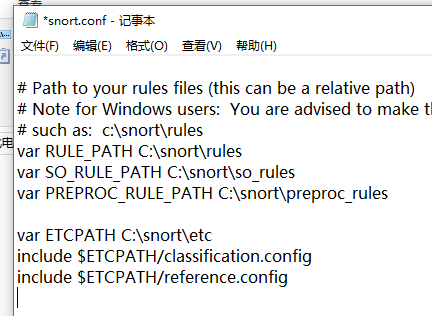 *snort.conf - 记事本
文件(F) 编辑(E) 格式(O) 查看(V) 帮助(H)
# Path to your rules files (this can be a relative path)
# Note for Windows users:  You are advised to make
# such as:  c:\snort\rules
var RULE_PATH C:\snort\rules
var SO_RULE_PATH C:\snort\so_rules
var PREPROC_RULE_PATH C:\snort\preproc_rules
var ETCPATH C:\snort\etc
include $ETCPATH/classification.config
include $ETCPATH/reference.config